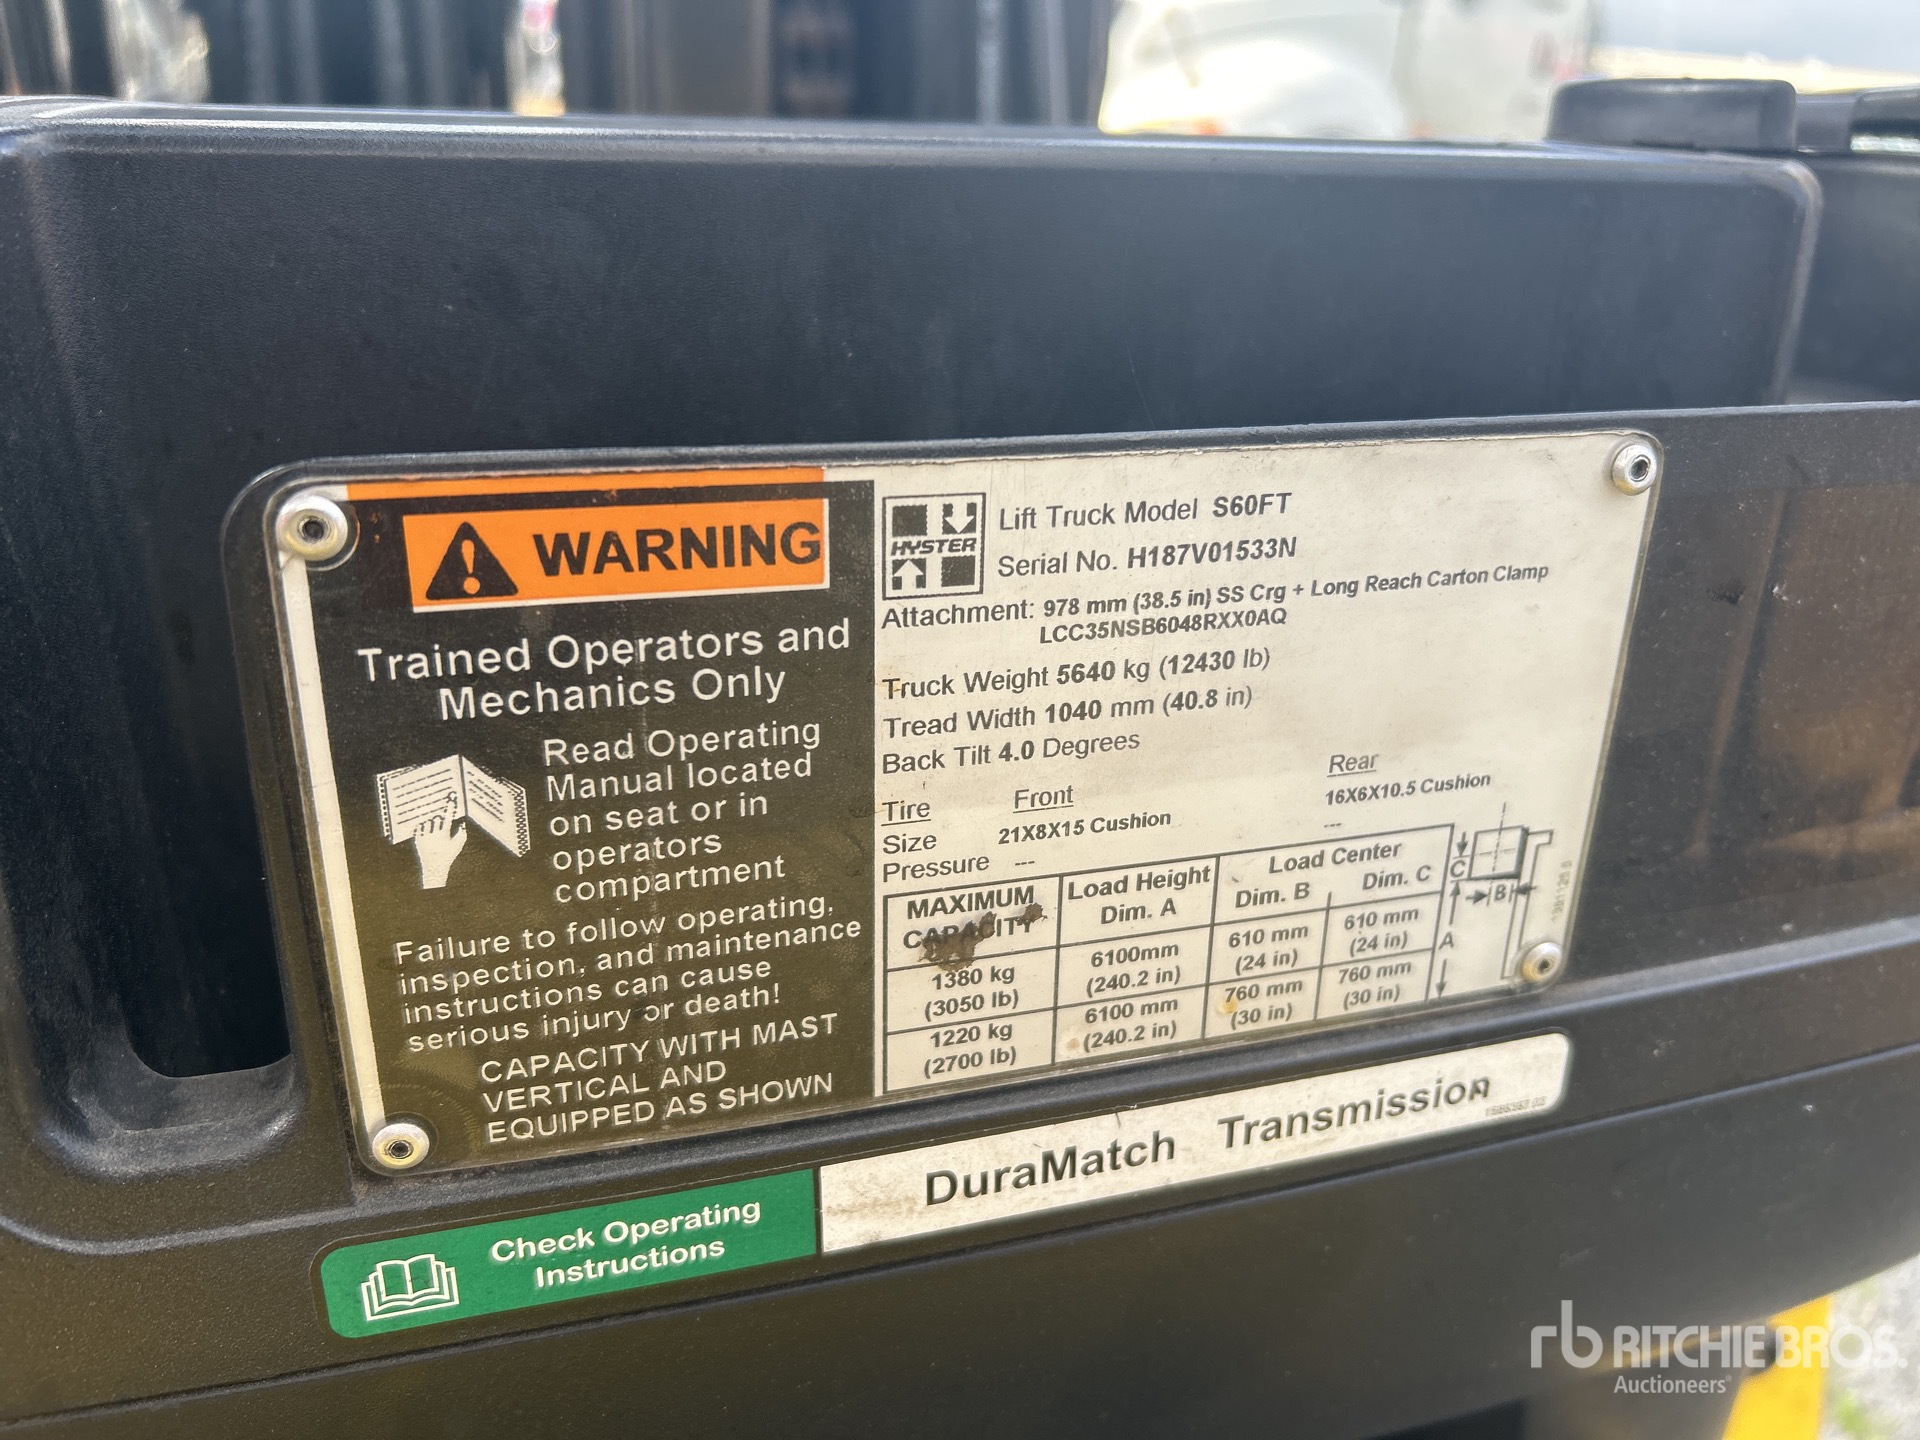 WARNING
Trained Operators and
Mechanics Only
Read Operating
Manual located
on seat or in
operators
compartment
Failure to follow operating,
inspection, and maintenance
instructions can cause
serious injury or death!
CAPACITY WITH MAST
VERTICAL AND
EQUIPPED AS SHOWN
HYSTER
Lift Truck Model S60FT
Serial No. H187V01533N
Attachment: 978 mm (38.5 in) SS Crg + Long Reach Carton Clamp
LCC35NSB6048RXX0AQ
Truck Weight 5640 kg (12430 lb)
Tread Width 1040 mm (40.8 in)
Back Tilt 4.0 Degrees
Tire Front Rear
Size 21X8X15 Cushion 16X6X10.5 Cushion
Pressure --- ---
MAXIMUM Load Height Load Center
CAPACITY Dim. A Dim. B Dim. C
1380 kg 6100mm 610 mm 610 mm
(3050 lb) (240.2 in) (24 in) (24 in)
1220 kg 6100 mm 760 mm 760 mm
(2700 lb) (240.2 in) (30 in) (30 in)
C
B
A
DuraMatch Transmission
Check Operating
Instructions
rb RITCHIE BROS.
Auctioneers